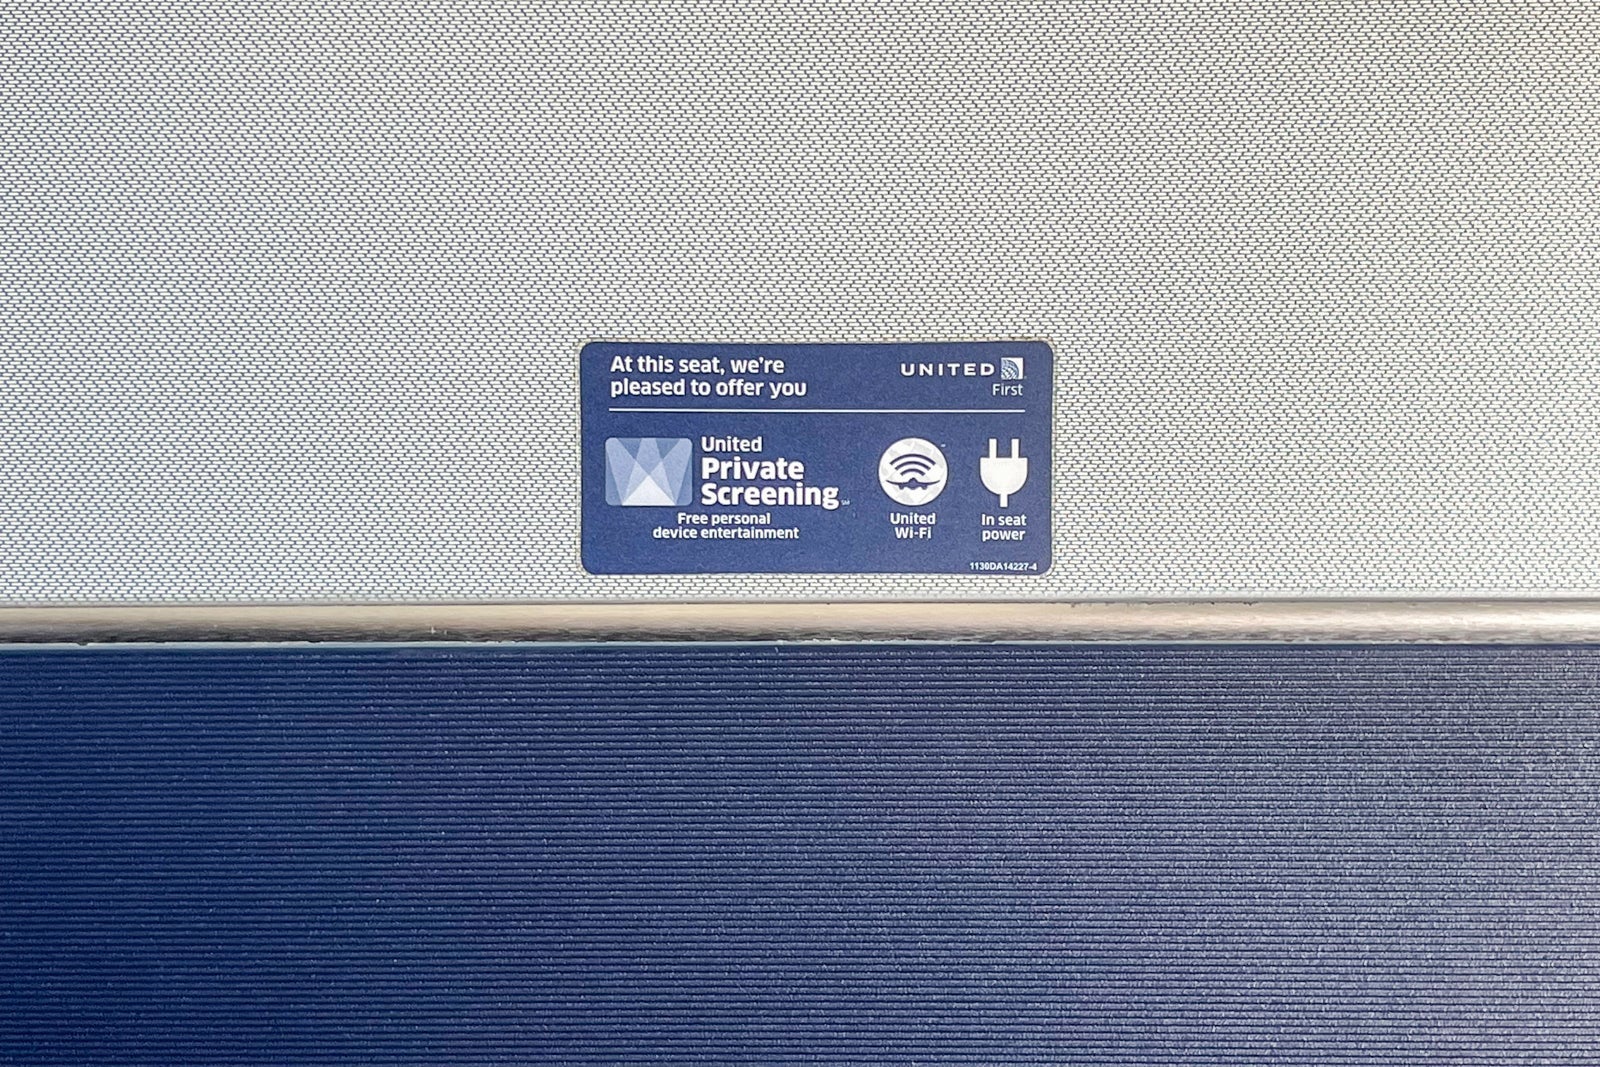 At this seat, we're
pleased to offer you
UNITED
First
United
Private
Screening
SM
Free personal
device entertainment
United
Wi-Fi
In seat
power
1130DA14227-4